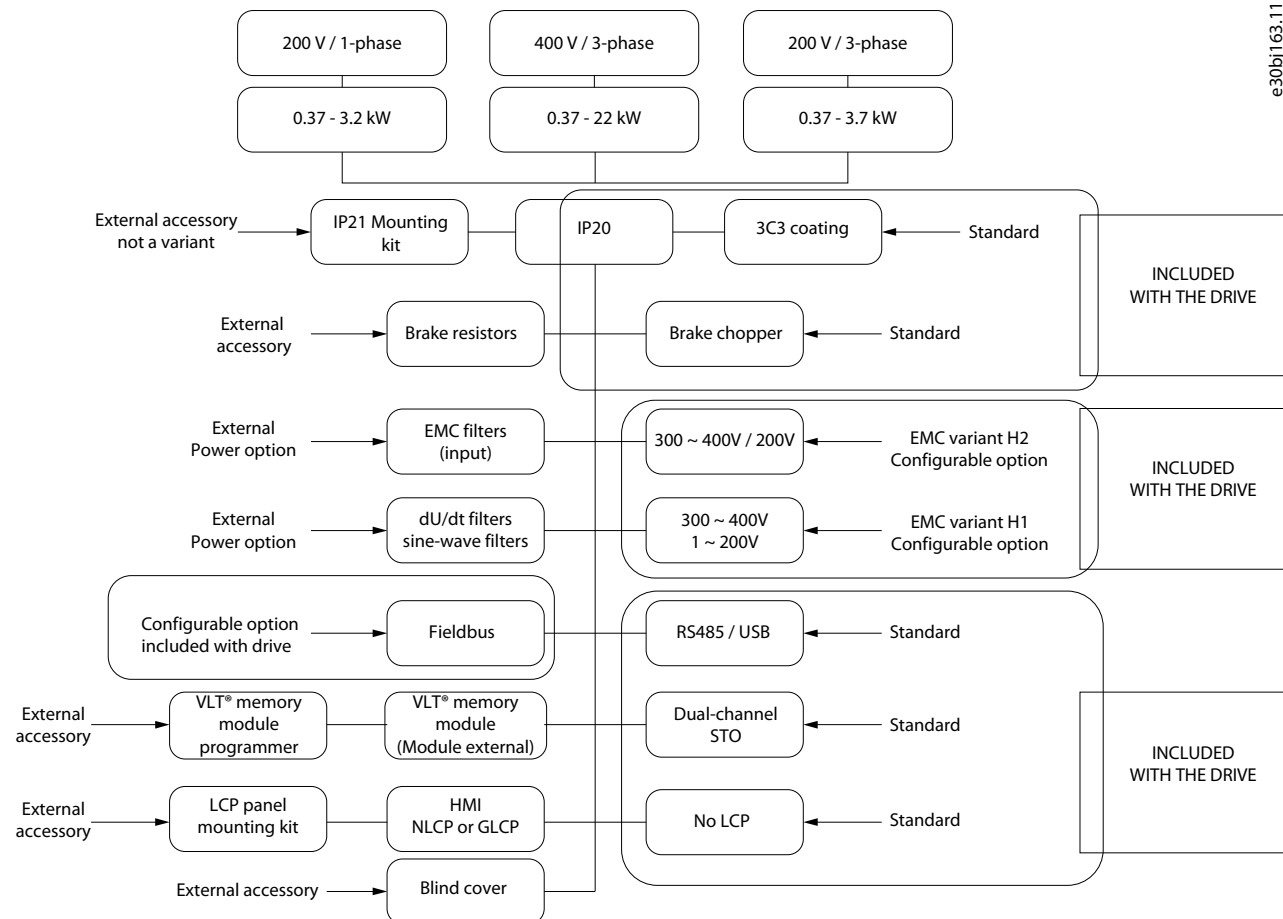 e30bj163.11
200 V / 1-phase
400 V / 3-phase
200 V / 3-phase
0.37 - 3.2 kW
0.37 - 22 kW
0.37 - 3.7 kW
External accessory
not a variant
IP21 Mounting
kit
IP20
3C3 coating
Standard
INCLUDED
WITH THE DRIVE
External
accessory
Brake resistors
Brake chopper
Standard
External
Power option
EMC filters
(input)
300 ~ 400V / 200V
EMC variant H2
Configurable option
INCLUDED
WITH THE DRIVE
External
Power option
dU/dt filters
sine-wave filters
300 ~ 400V
1 ~ 200V
EMC variant H1
Configurable option
Configurable option
included with drive
Fieldbus
RS485 / USB
Standard
External
accessory
VLT® memory
module
programmer
VLT® memory
module
(Module external)
Dual-channel
STO
Standard
INCLUDED
WITH THE DRIVE
External
accessory
LCP panel
mounting kit
HMI
NLCP or GLCP
No LCP
Standard
External accessory
Blind cover